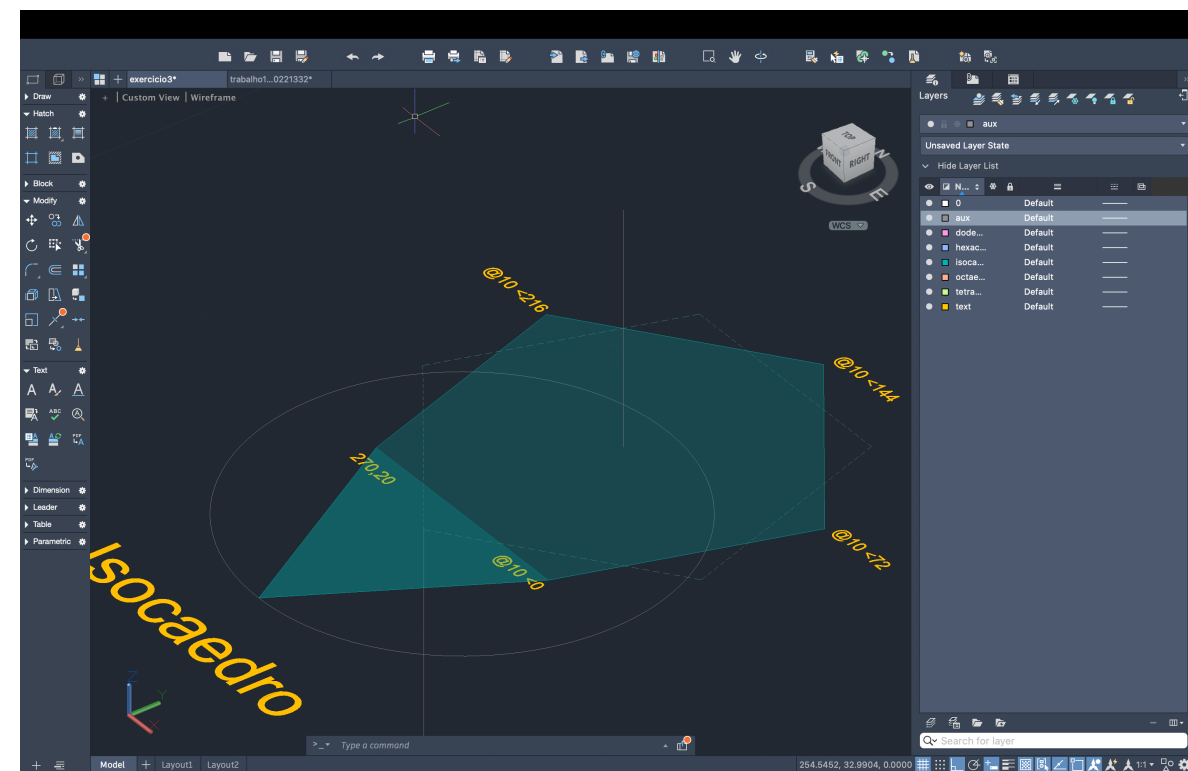 exercicio3*
trabalho1...0221332*
Draw
+ | Custom View | Wireframe
Hatch
Block
Modify
Text
ABC
PDF
PDF
Dimension
Leader
Table
Parametric
TOP
FRONT
RIGHT
N
S
E
WCS
@10 <216
@10 <144
270,20
@10 <0
@10 <72
Isocaedro
Z
Y
X
>_ Type a command
Model
Layout1
Layout2
254.5452, 32.9904, 0.0000
1:1
Layers
aux
Unsaved Layer State
Hide Layer List
N...
0 Default
aux Default
dode... Default
hexac... Default
isoca... Default
octae... Default
tetra... Default
text Default
Search for layer